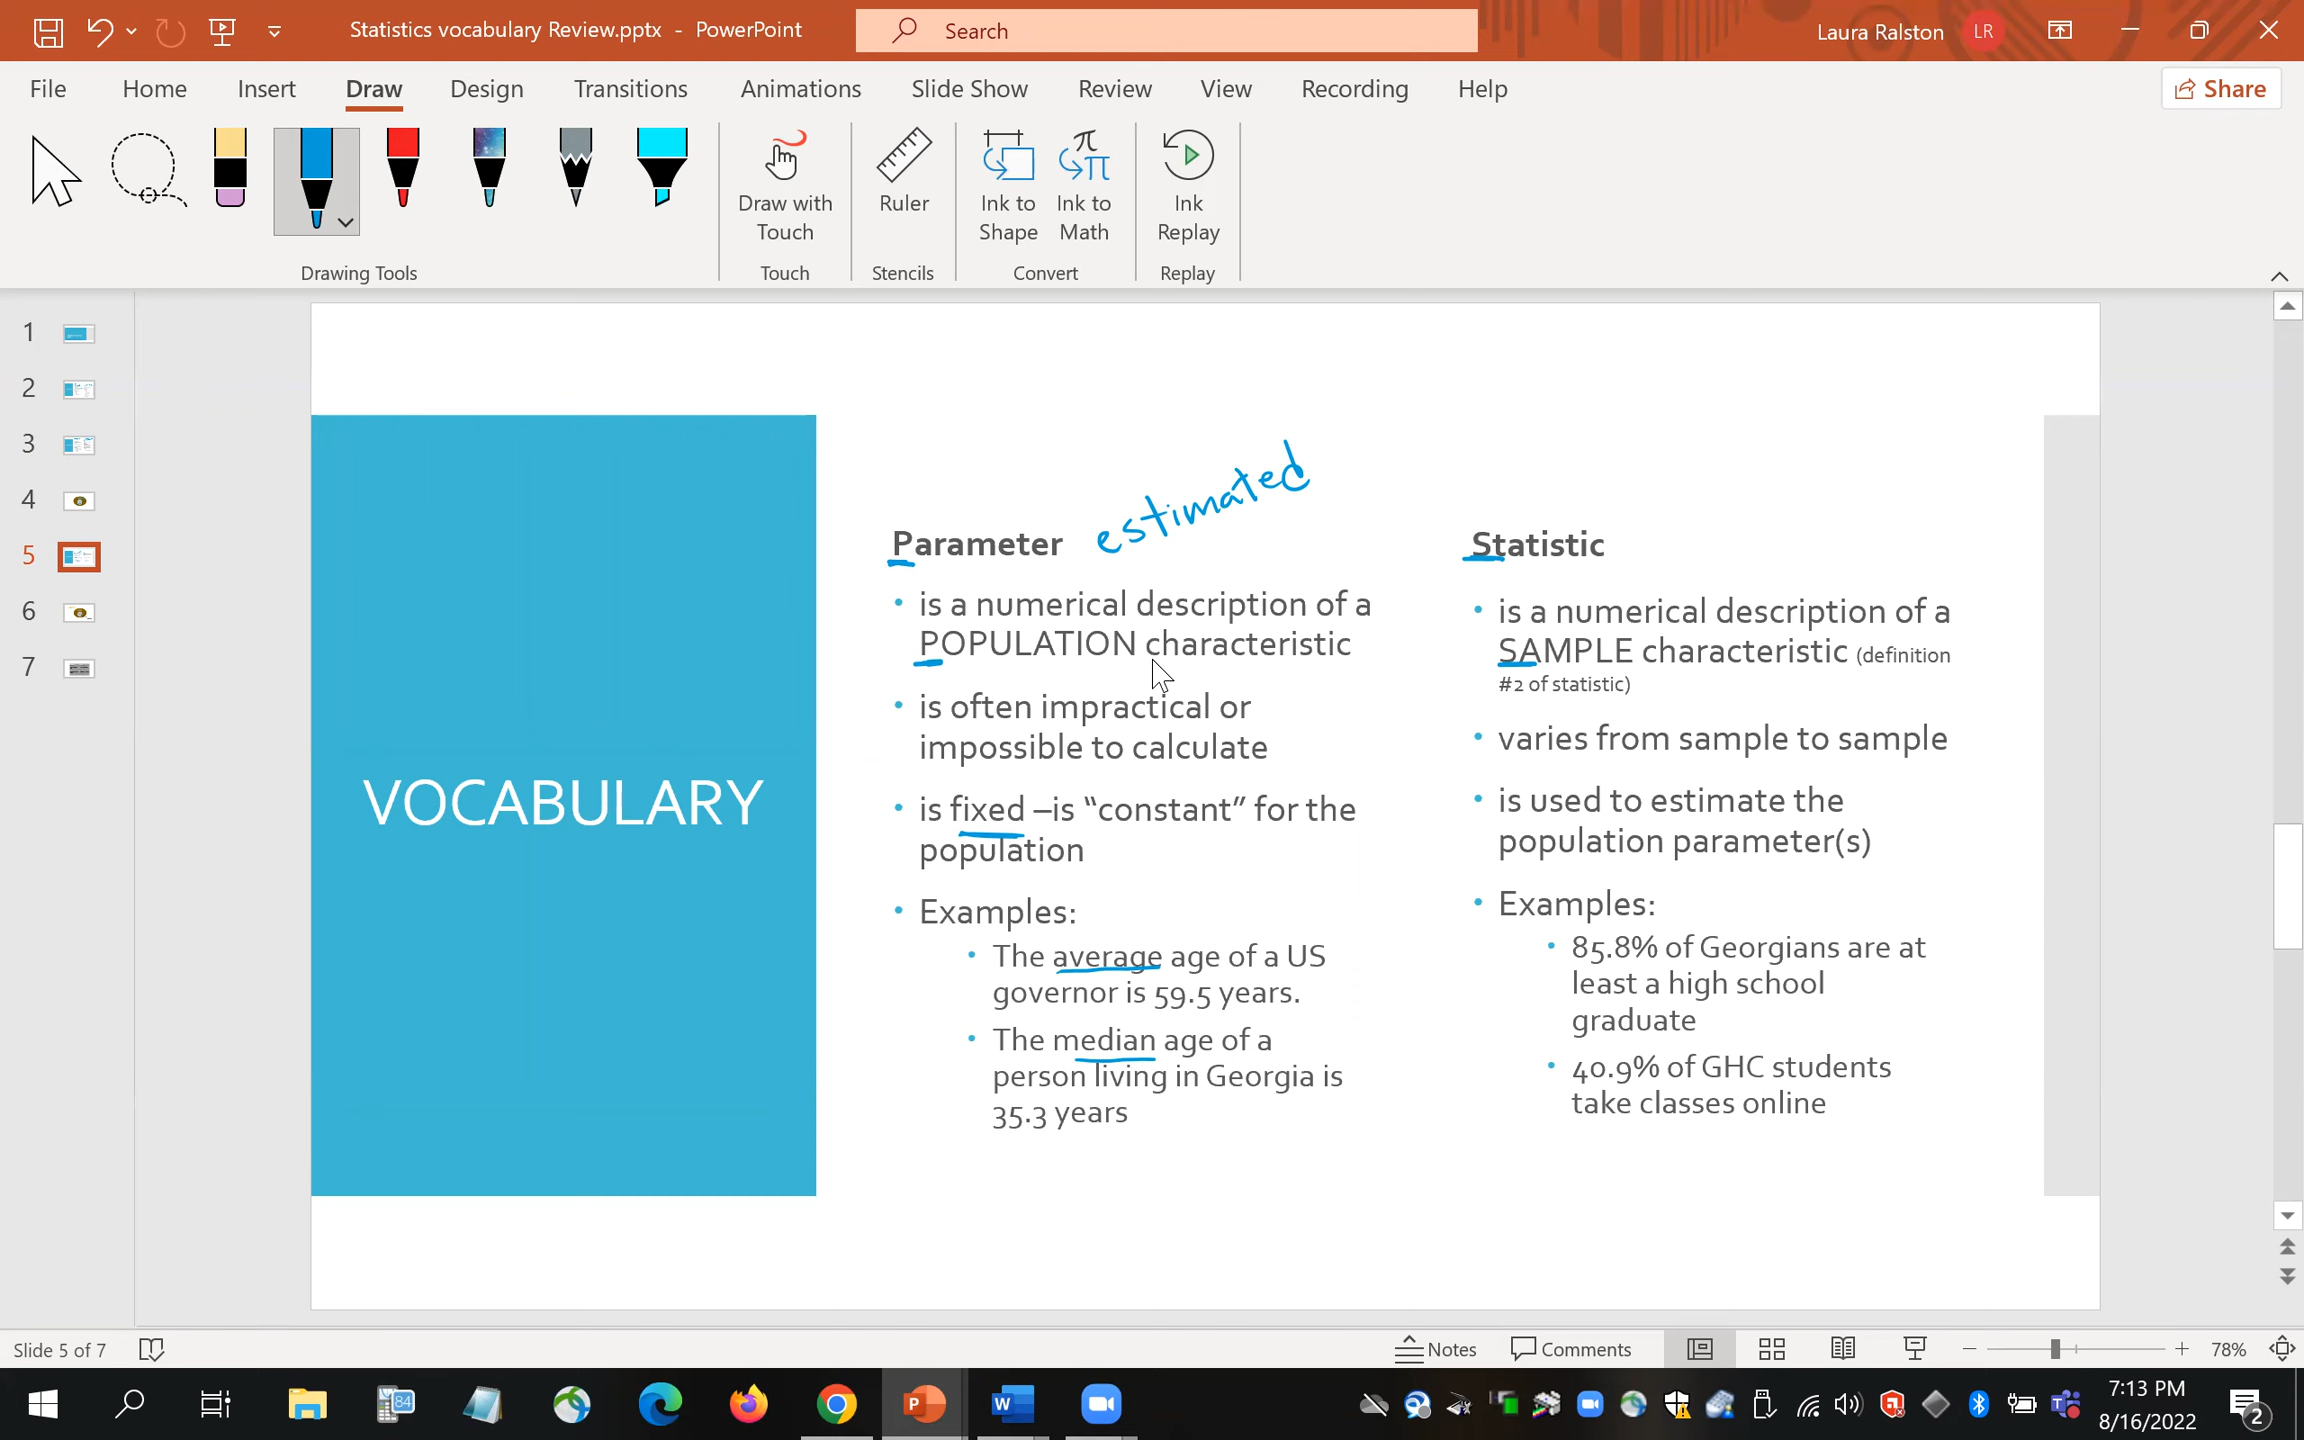 Statistics vocabulary Review.pptx - PowerPoint
Search
Laura Ralston LR
File Home Insert Draw Design Transitions Animations Slide Show Review View Recording Help
Share
Draw with Touch
Ruler
Ink to Shape
Ink to Math
Ink Replay
Drawing Tools
Touch
Stencils
Convert
Replay
1
2
3
4
5
6
7
VOCABULARY
estimated
Parameter
• is a numerical description of a
POPULATION characteristic
• is often impractical or
impossible to calculate
• is fixed –is “constant” for the
population
• Examples:
• The average age of a US
governor is 59.5 years.
• The median age of a
person living in Georgia is
35.3 years
Statistic
• is a numerical description of a
SAMPLE characteristic (definition
#2 of statistic)
• varies from sample to sample
• is used to estimate the
population parameter(s)
• Examples:
• 85.8% of Georgians are at
least a high school
graduate
• 40.9% of GHC students
take classes online
Slide 5 of 7
Notes
Comments
78%
84
7:13 PM
8/16/2022
2